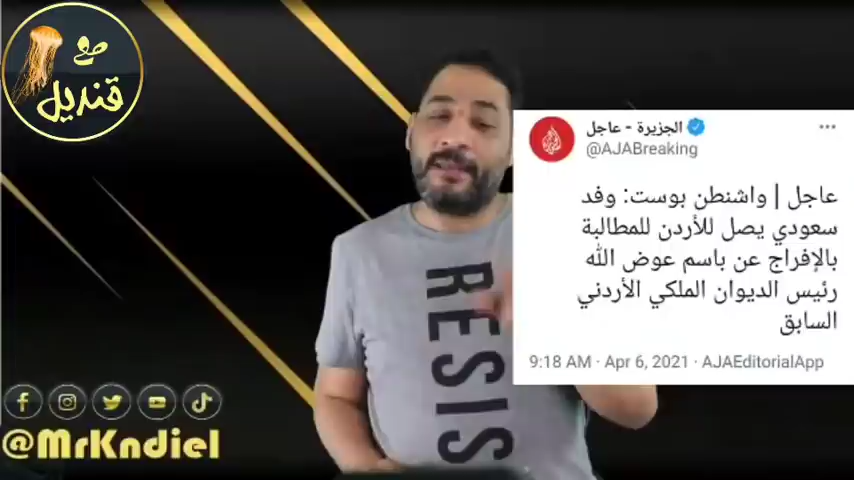 مع
قنديل
RESIS
الجزيرة - عاجل
@AJABreaking
عاجل | واشنطن بوست: وفد
سعودي يصل للأردن للمطالبة
بالإفراج عن باسم عوض الله
رئيس الديوان الملكي الأردني
السابق
9:18 AM · Apr 6, 2021 · AJAEditorialApp
@MrKndiel